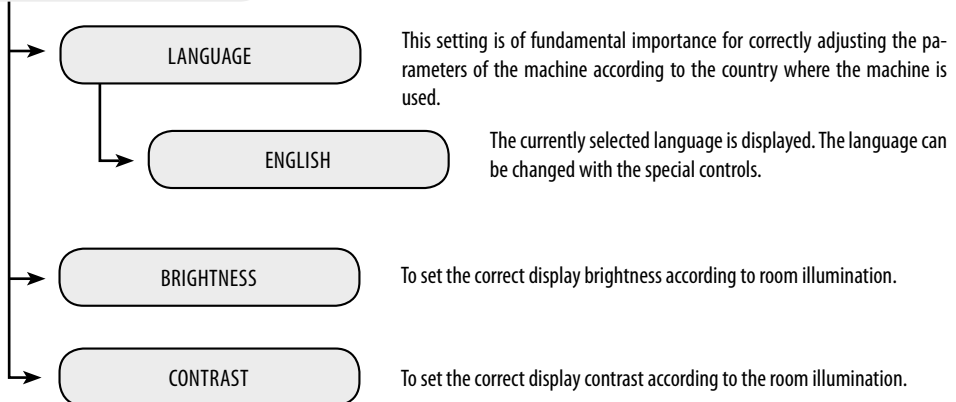 LANGUAGE
This setting is of fundamental importance for correctly adjusting the pa-
rameters of the machine according to the country where the machine is
used.
ENGLISH
The currently selected language is displayed. The language can
be changed with the special controls.
BRIGHTNESS
To set the correct display brightness according to room illumination.
CONTRAST
To set the correct display contrast according to the room illumination.